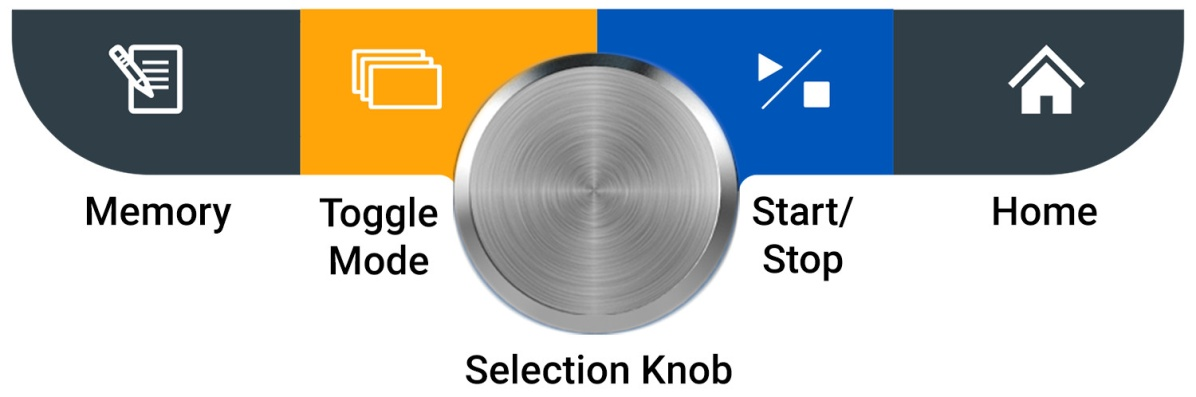 Memory
Toggle
Mode
Start/
Stop
Home
Selection Knob